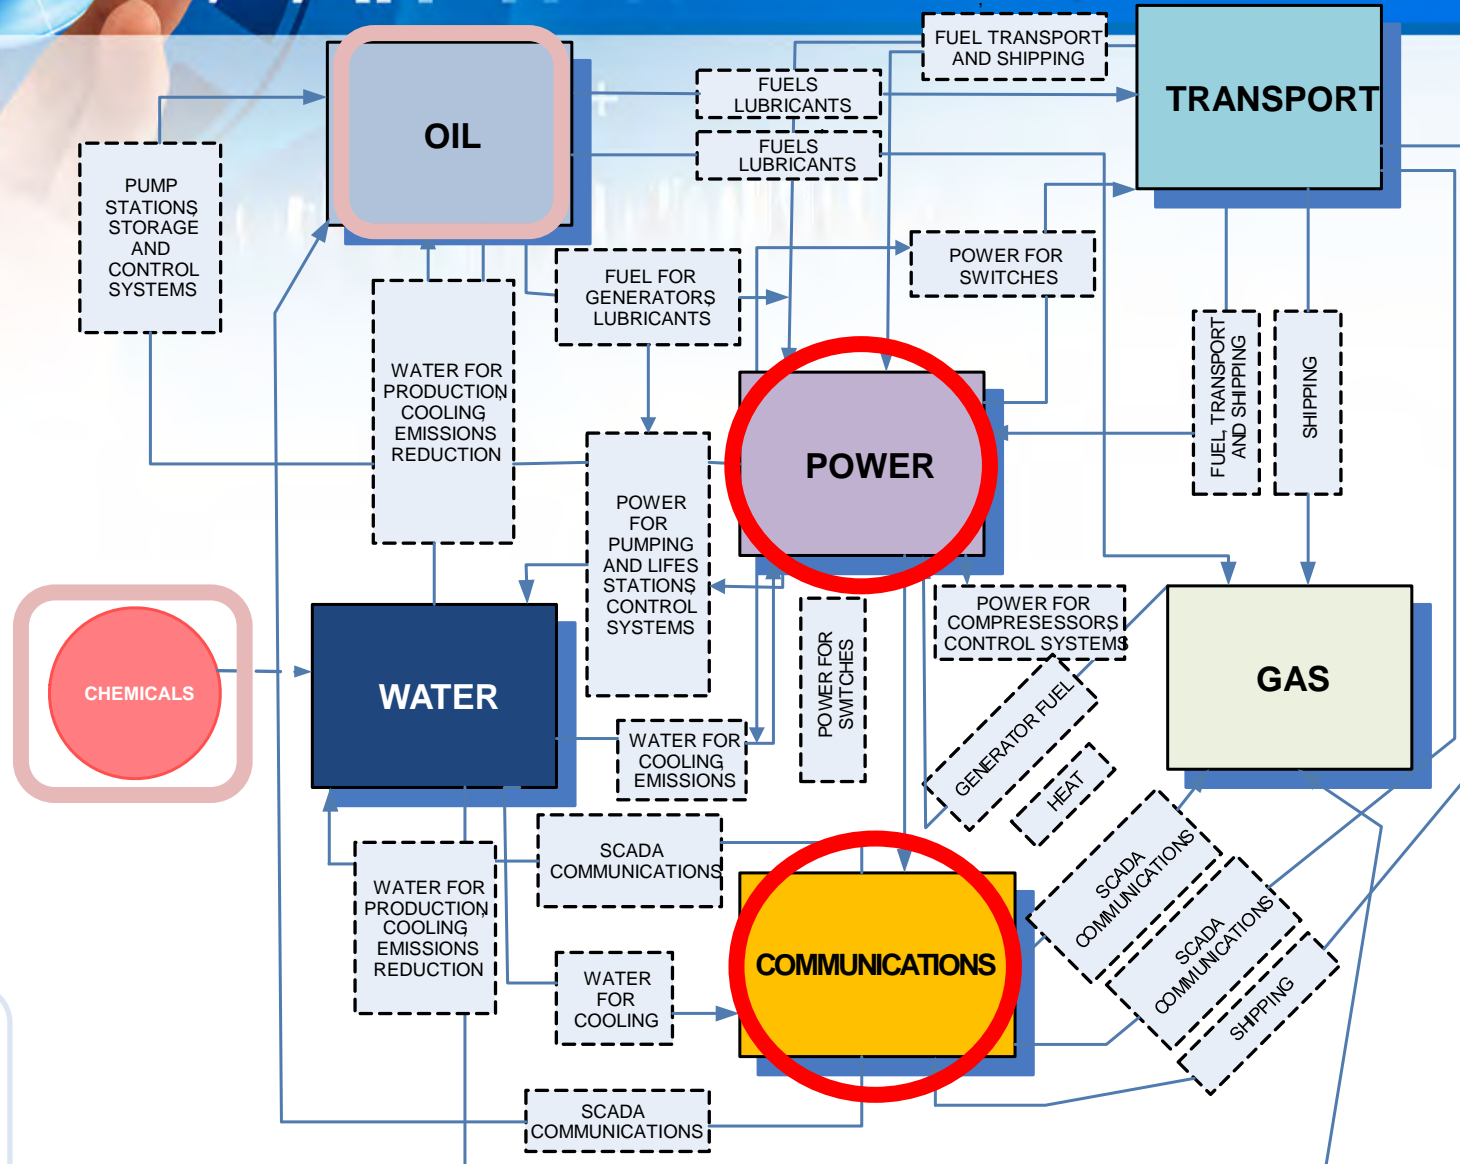 FUEL TRANSPORT
AND SHIPPING
FUELS
LUBRICANTS
TRANSPORT
OIL
FUELS
LUBRICANTS
PUMP
STATIONS,
STORAGE
AND
CONTROL
SYSTEMS
POWER FOR
SWITCHES
FUEL FOR
GENERATORS,
LUBRICANTS
WATER FOR
PRODUCTION,
COOLING,
EMISSIONS
REDUCTION
FUEL, TRANSPORT
AND SHIPPING
SHIPPING
POWER
POWER
FOR
PUMPING
AND LIFES
STATIONS,
CONTROL
SYSTEMS
POWER FOR
COMPRESESSORS,
CONTROL SYSTEMS
POWER FOR
SWITCHES
GAS
CHEMICALS
WATER
GENERATOR FUEL
WATER FOR
COOLING,
EMISSIONS
HEAT
SCADA
COMMUNICATIONS
SCADA
COMMUNICATIONS
WATER FOR
PRODUCTION,
COOLING,
EMISSIONS
REDUCTION
SCADA
COMMUNICATIONS
COMMUNICATIONS
WATER
FOR
COOLING
SHIPPING
SCADA
COMMUNICATIONS